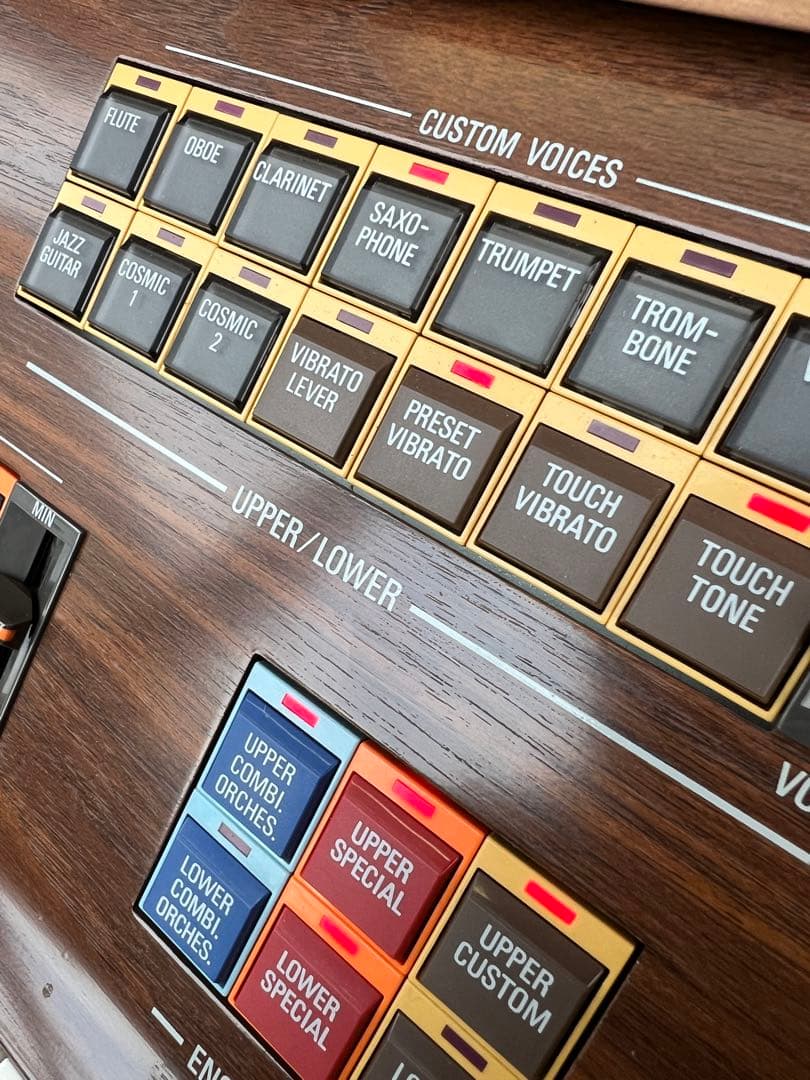 CUSTOM VOICES
FLUTE
OBOE
CLARINET
SAXO-
PHONE
TRUMPET
TROM-
BONE
JAZZ
GUITAR
COSMIC
1
COSMIC
2
VIBRATO
LEVER
PRESET
VIBRATO
TOUCH
VIBRATO
TOUCH
TONE
MIN
UPPER/LOWER
UPPER
COMBI.
ORCHES.
UPPER
SPECIAL
UPPER
CUSTOM
LOWER
COMBI.
ORCHES.
LOWER
SPECIAL